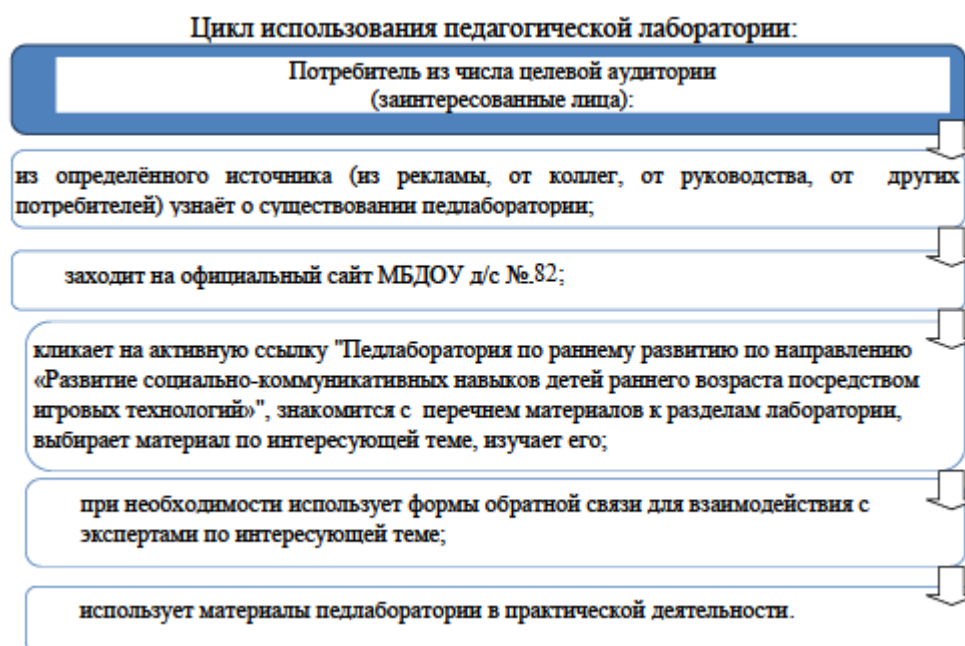 Цикл использования педагогической лаборатории:
Потребитель из числа целевой аудитории
(заинтересованные лица):
из определённого источника (из рекламы, от коллег, от руководства, от других
потребителей) узнаёт о существовании педлаборатории;
заходит на официальный сайт МБДОУ д/с №.82;
кликает на активную ссылку "Педлаборатория по раннему развитию по направлению
«Развитие социально-коммуникативных навыков детей раннего возраста посредством
игровых технологий»", знакомится с перечнем материалов к разделам лаборатории,
выбирает материал по интересующей теме, изучает его;
при необходимости использует формы обратной связи для взаимодействия с
экспертами по интересующей теме;
использует материалы педлаборатории в практической деятельности.